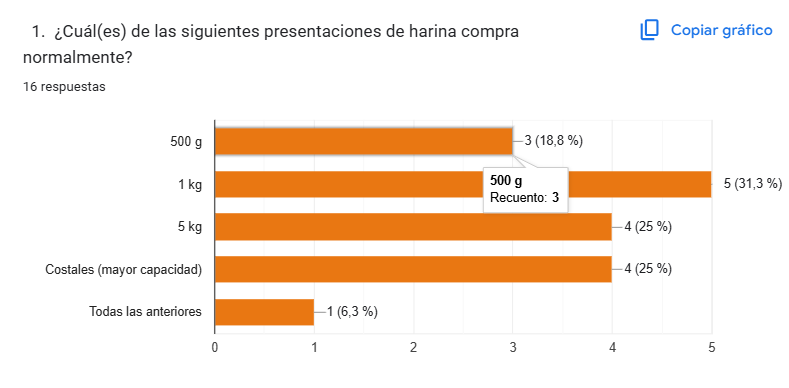 1. ¿Cuál(es) de las siguientes presentaciones de harina compra
normalmente?
Copiar gráfico
16 respuestas
500 g
3 (18,8 %)
500 g
Recuento: 3
1 kg
5 (31,3 %)
5 kg
4 (25 %)
Costales (mayor capacidad)
4 (25 %)
Todas las anteriores
1 (6,3 %)
0 1 2 3 4 5